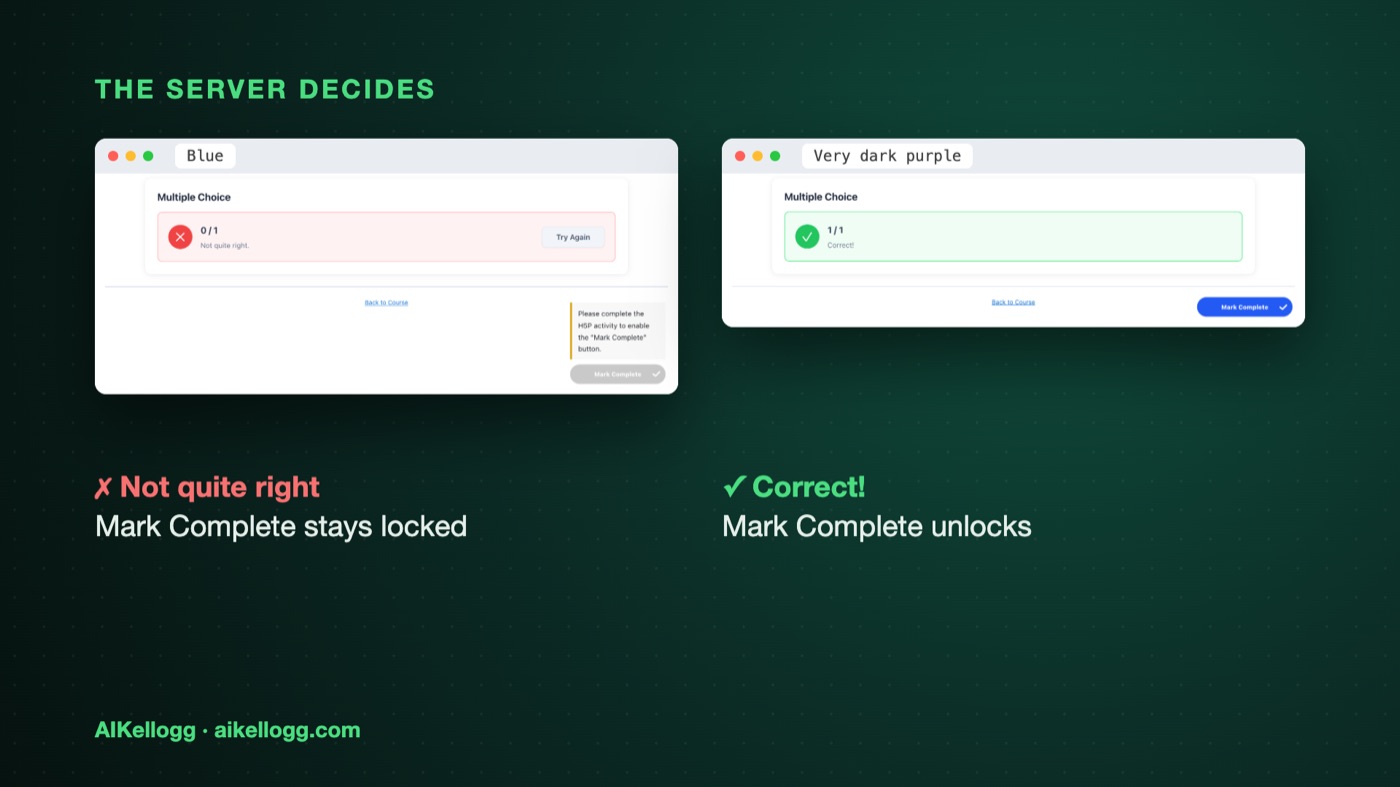 THE SERVER DECIDES
Blue
Multiple Choice
0 / 1
Not quite right.
Try Again
Back to Course
Please complete the
H5P activity to enable
the "Mark Complete"
button.
Mark Complete
Very dark purple
Multiple Choice
1 / 1
Correct!
Back to Course
Mark Complete
✗ Not quite right
Mark Complete stays locked
✓ Correct!
Mark Complete unlocks
AIKellogg · aikellogg.com